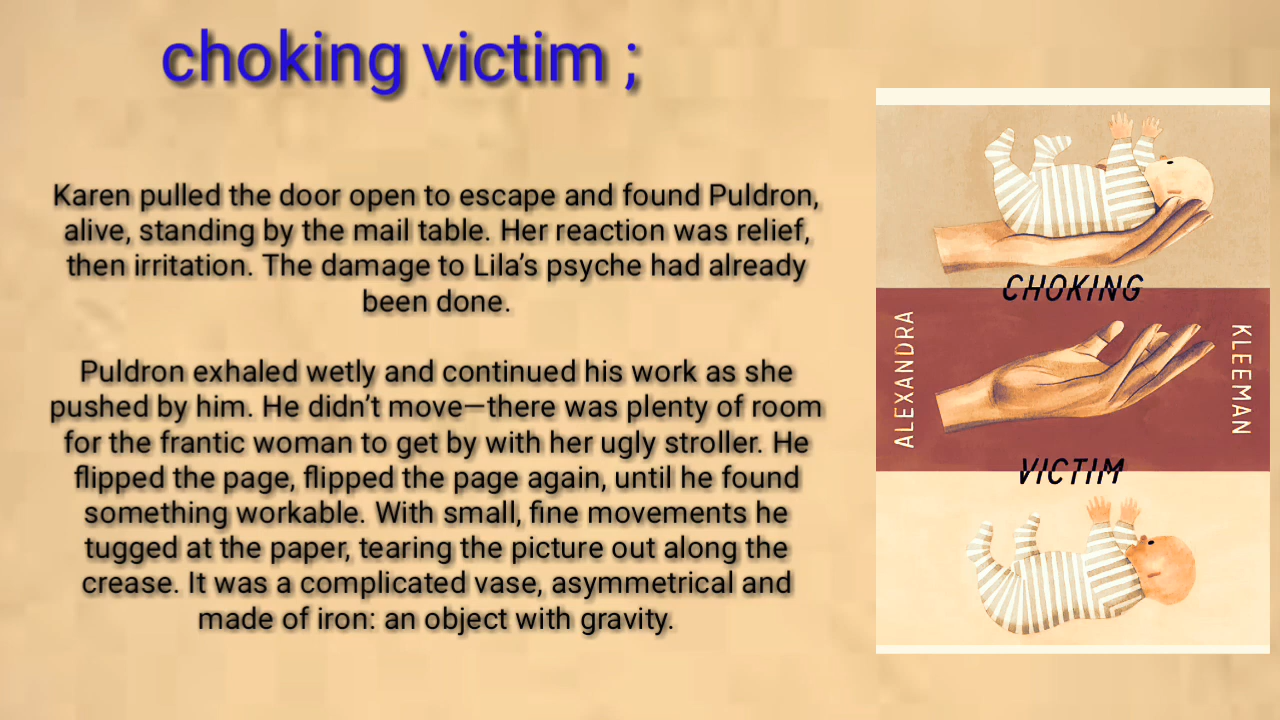 choking victim ;
Karen pulled the door open to escape and found Puldron,
alive, standing by the mail table. Her reaction was relief,
then irritation. The damage to Lila’s psyche had already
been done.
Puldron exhaled wetly and continued his work as she
pushed by him. He didn’t move—there was plenty of room
for the frantic woman to get by with her ugly stroller. He
flipped the page, flipped the page again, until he found
something workable. With small, fine movements he
tugged at the paper, tearing the picture out along the
crease. It was a complicated vase, asymmetrical and
made of iron: an object with gravity.
CHOKING
ALEXANDRA
KLEEMAN
VICTIM